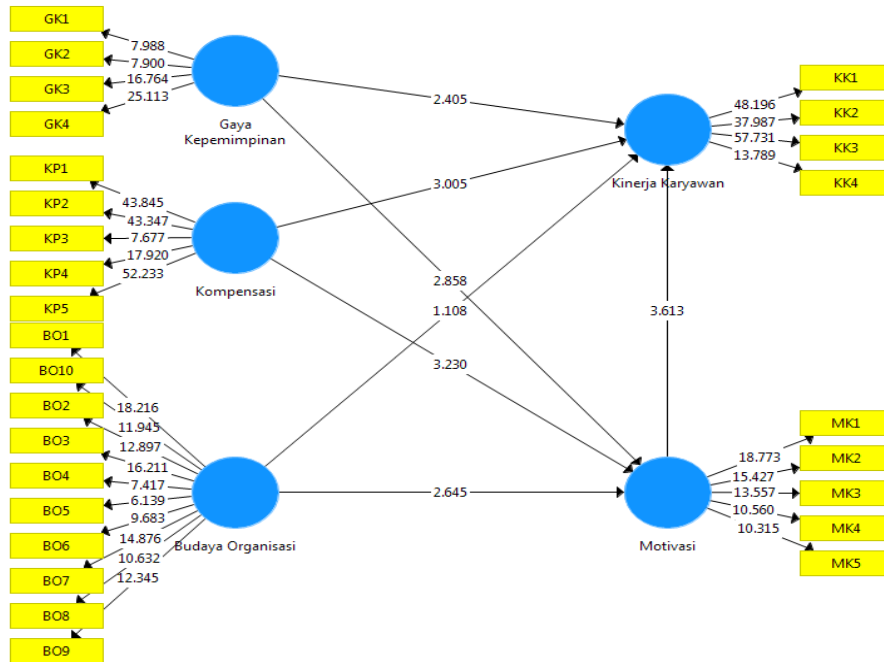 GK1
GK2
GK3
GK4
7.988
7.900
16.764
25.113
Gaya
Kepemimpinan
KP1
KP2
KP3
KP4
KP5
43.845
43.347
7.677
17.920
52.233
Kompensasi
BO1
BO10
BO2
BO3
BO4
BO5
BO6
BO7
BO8
BO9
18.216
11.945
12.897
16.211
7.417
6.139
9.683
14.876
10.632
12.345
Budaya Organisasi
2.405
3.005
2.858
1.108
3.230
2.645
3.613
Kinerja Karyawan
48.196
37.987
57.731
13.789
KK1
KK2
KK3
KK4
Motivasi
18.773
15.427
13.557
10.560
10.315
MK1
MK2
MK3
MK4
MK5